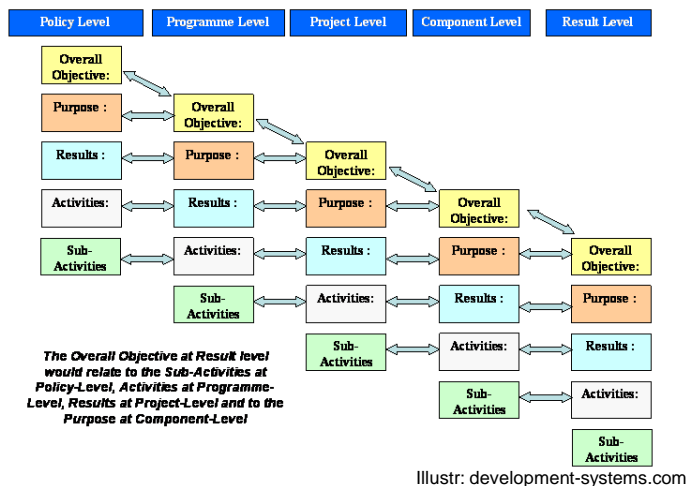 Policy Level
Programme Level
Project Level
Component Level
Result Level
Overall
Objective:
Purpose :
Overall
Objective:
Results :
Purpose :
Overall
Objective:
Activities:
Results :
Purpose :
Overall
Objective:
Sub-
Activities
Activities:
Results :
Purpose :
Overall
Objective:
Sub-
Activities
Activities:
Results :
Purpose :
Sub-
Activities
Activities:
Results :
Sub-
Activities
Activities:
Sub-
Activities
The Overall Objective at Result level
would relate to the Sub-Activities at
Policy-Level, Activities at Programme-
Level, Results at Project-Level and to the
Purpose at Component-Level
Illustr: development-systems.com